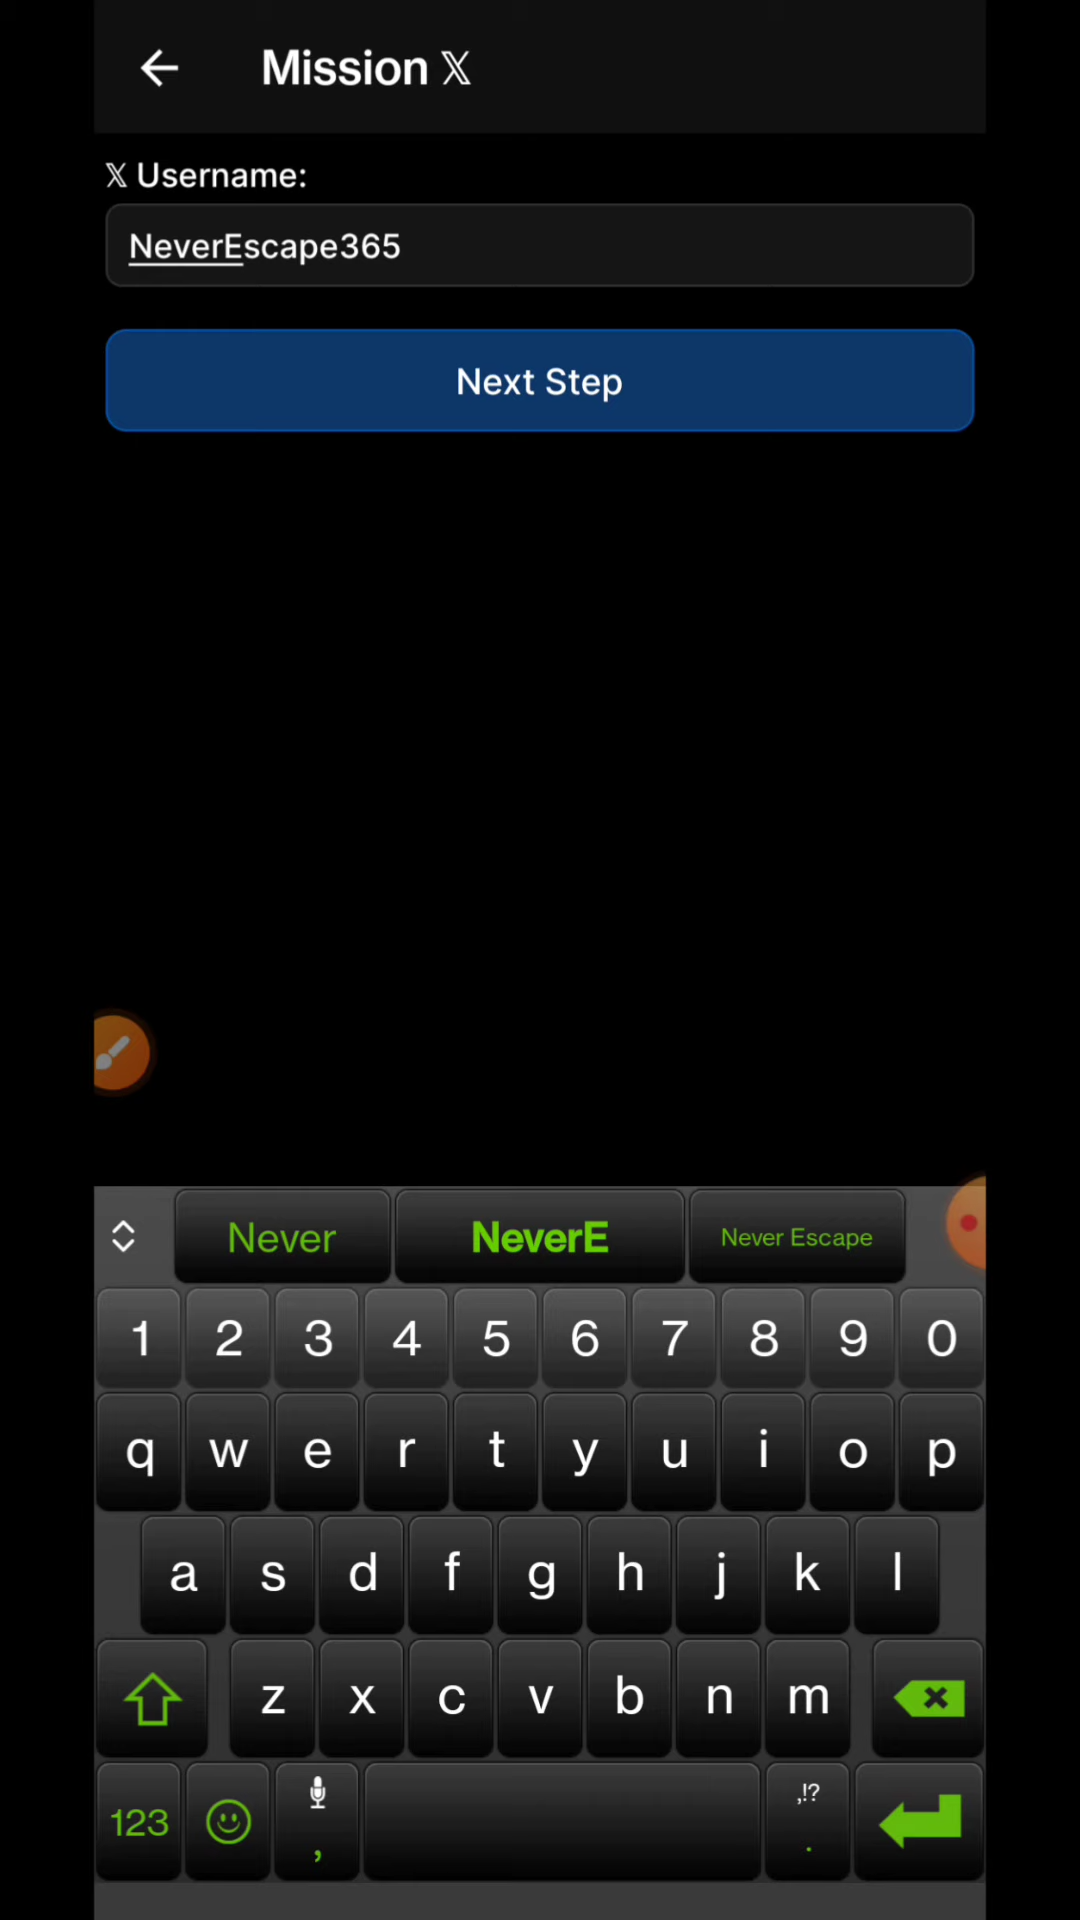 Mission 𝕏
𝕏 Username:
NeverEscape365
Next Step
Never NeverE Never Escape
1 2 3 4 5 6 7 8 9 0
q w e r t y u i o p
a s d f g h j k l
z x c v b n m
123 , ,!? .